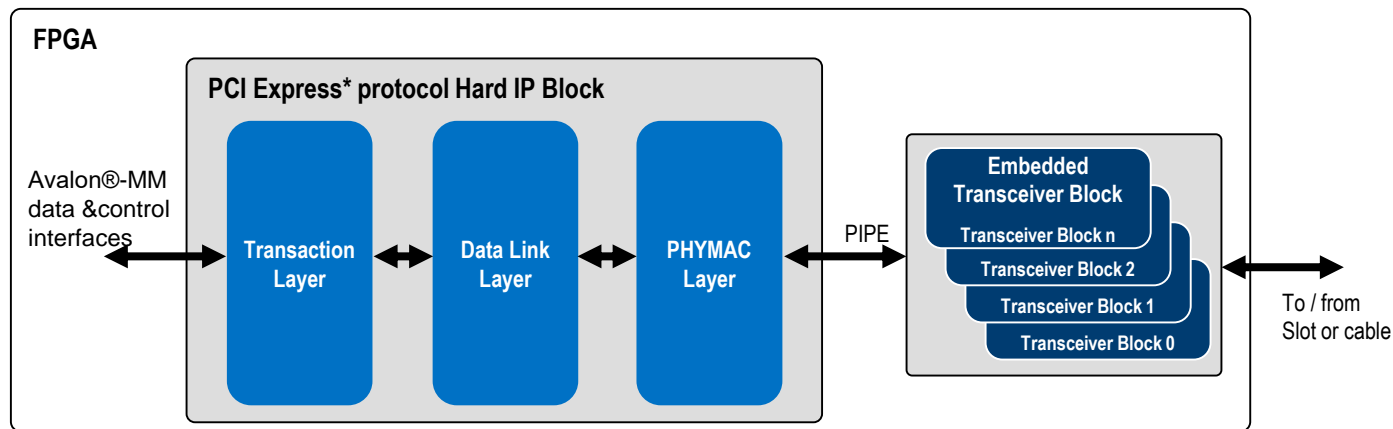 FPGA
PCI Express* protocol Hard IP Block
Avalon®-MM
data &control
interfaces
Transaction
Layer
Data Link
Layer
PHYMAC
Layer
PIPE
Embedded
Transceiver Block
Transceiver Block n
Transceiver Block 2
Transceiver Block 1
Transceiver Block 0
To / from
Slot or cable